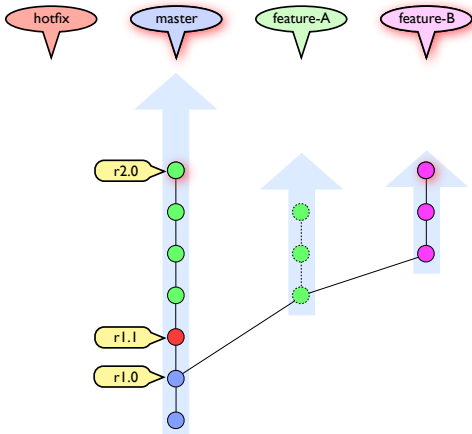 hotfix
master
feature-A
feature-B
r2.0
r1.1
r1.0